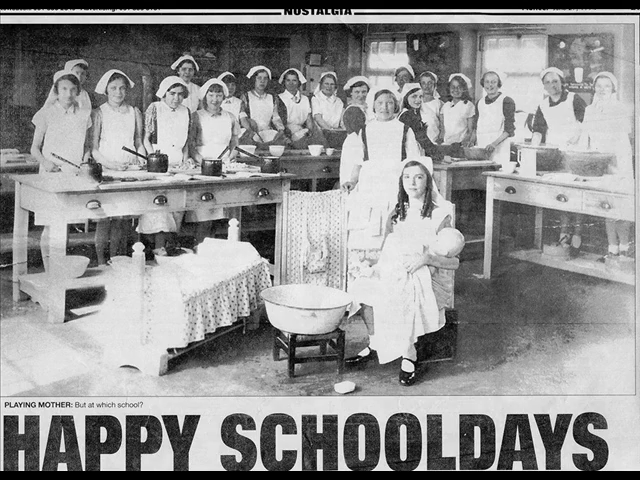 NOSTALGIA
PLAYING MOTHER: But at which school?
HAPPY SCHOOLDAYS